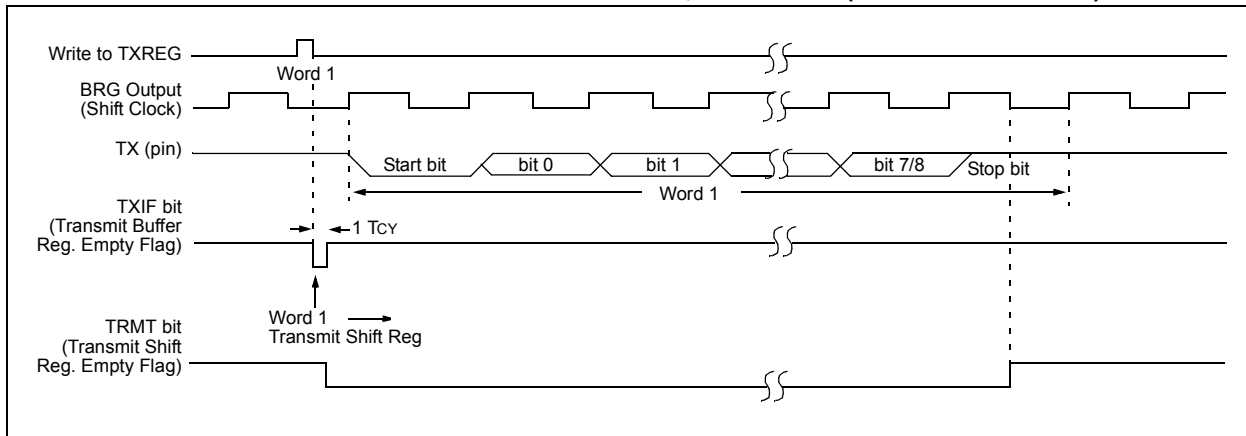 Write to TXREG
Word 1
BRG Output
(Shift Clock)
TX (pin)
Start bit
bit 0
bit 1
bit 7/8
Stop bit
Word 1
TXIF bit
(Transmit Buffer
Reg. Empty Flag)
1 TCY
Word 1
Transmit Shift Reg
TRMT bit
(Transmit Shift
Reg. Empty Flag)